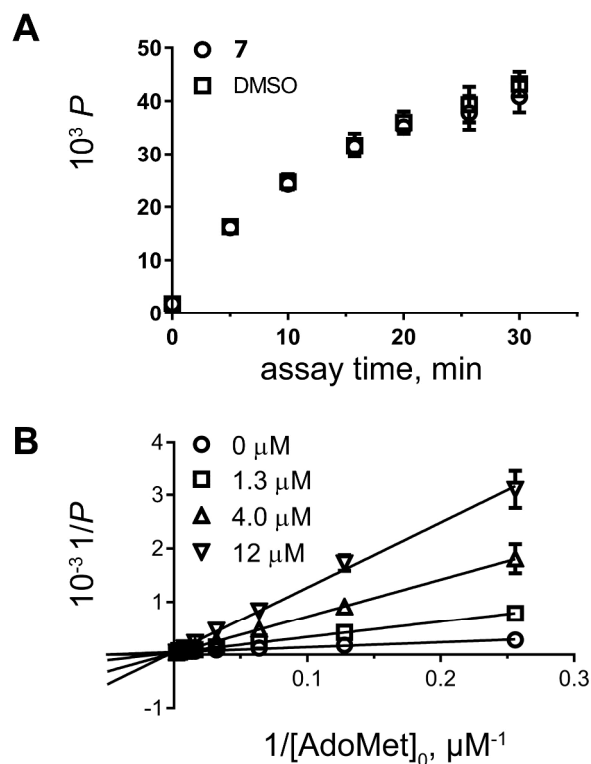 A
50
7
DMSO
40
30
20
10
0
10³ P
0 10 20 30
assay time, min
B
4
0 μM
1.3 μM
3
4.0 μM
12 μM
2
1
-1
10⁻³ 1/P
0.1 0.2 0.3
1/[AdoMet]₀, μM⁻¹